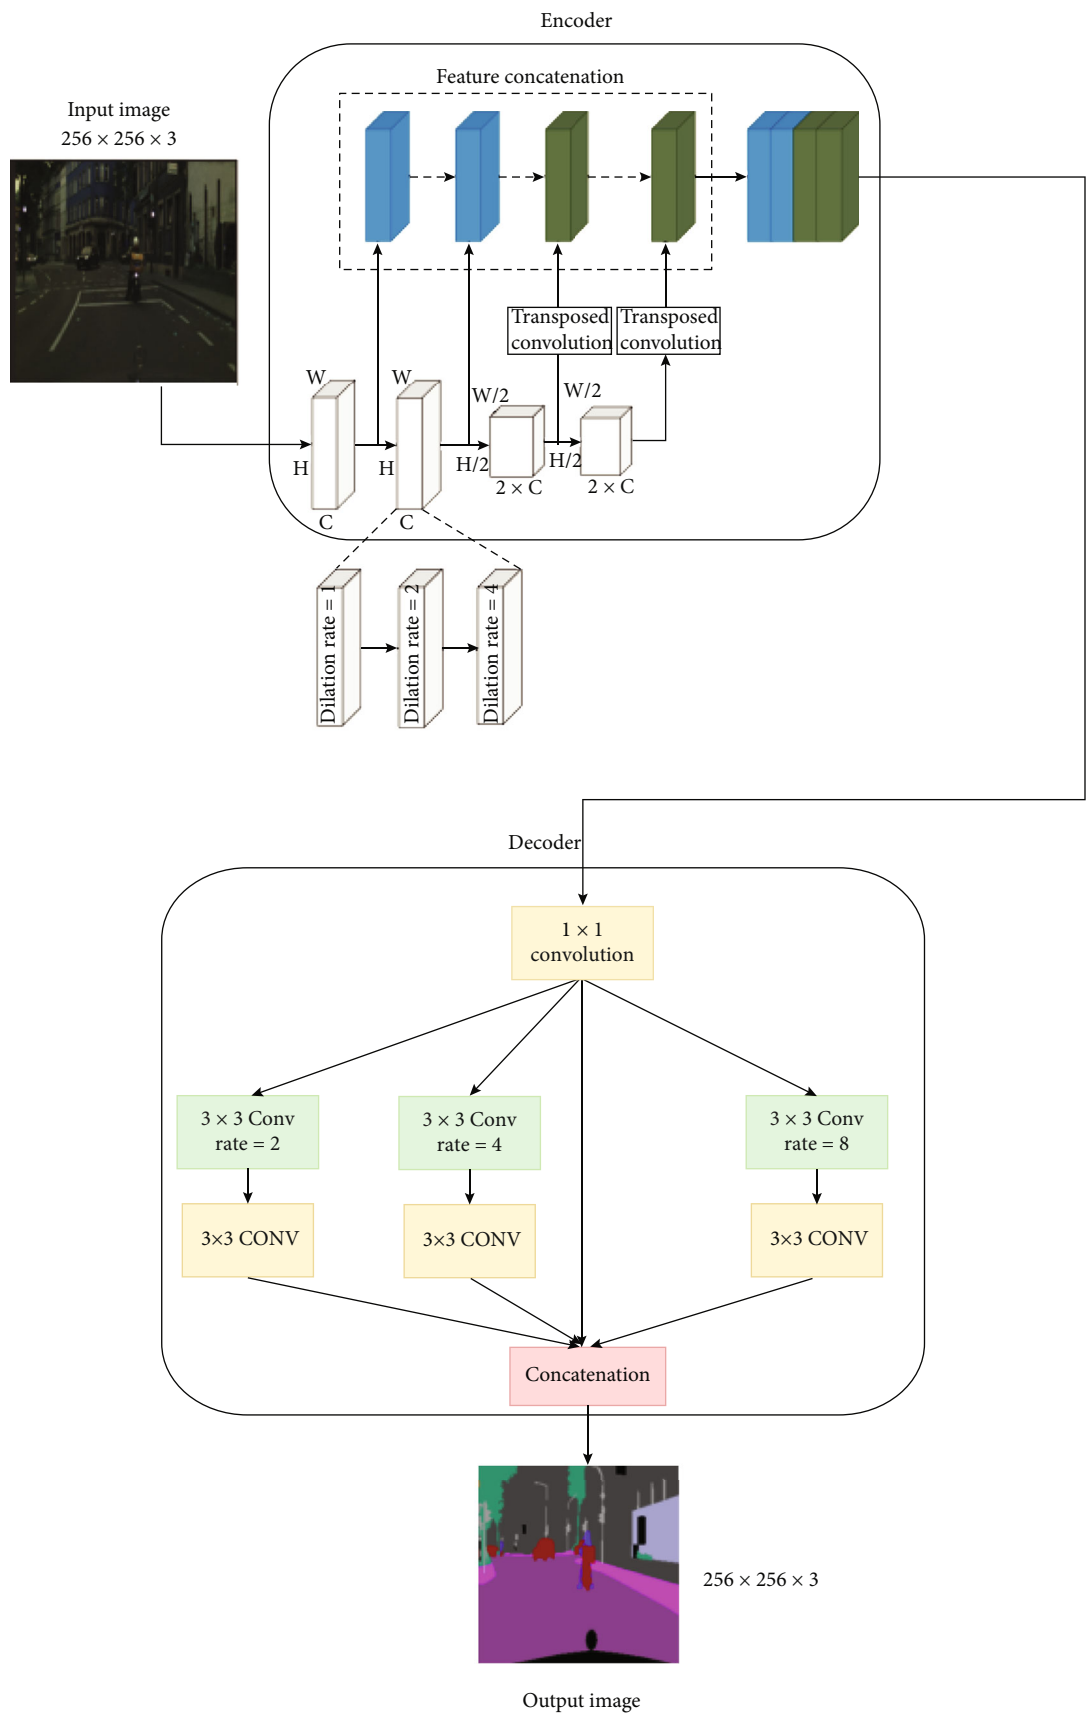 Encoder
Feature concatenation
Input image
256 × 256 × 3
Transposed
convolution
Transposed
convolution
W
W
W/2
W/2
H
H
H/2
H/2
C
C
2 × C
2 × C
Dilation rate = 1
Dilation rate = 2
Dilation rate = 4
Decoder
1 × 1
convolution
3 × 3 Conv
rate = 2
3 × 3 Conv
rate = 4
3 × 3 Conv
rate = 8
3×3 CONV
3×3 CONV
3×3 CONV
Concatenation
256 × 256 × 3
Output image